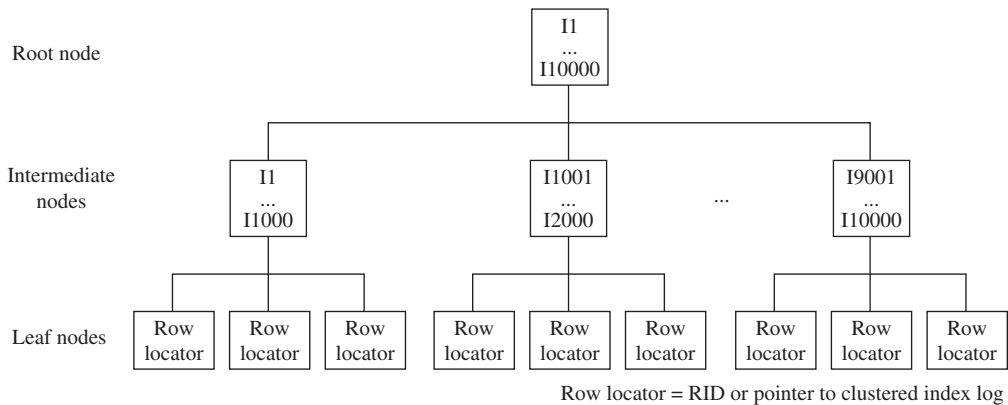 I1
...
I10000
Root node
Intermediate
nodes
I1
...
I1000
I1001
...
I2000
...
I9001
...
I10000
Leaf nodes
Row
locator
Row
locator
Row
locator
Row
locator
Row
locator
Row
locator
Row
locator
Row
locator
Row
locator
Row locator = RID or pointer to clustered index log